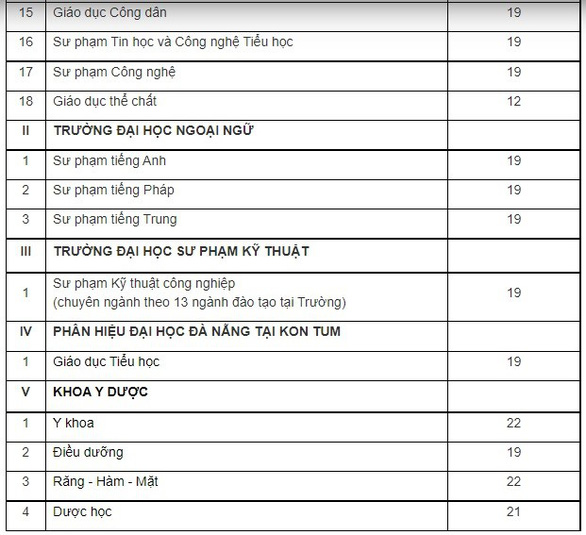 15 Giáo dục Công dân 19
16 Sư phạm Tin học và Công nghệ Tiểu học 19
17 Sư phạm Công nghệ 19
18 Giáo dục thể chất 12
II TRƯỜNG ĐẠI HỌC NGOẠI NGỮ
1 Sư phạm tiếng Anh 19
2 Sư phạm tiếng Pháp 19
3 Sư phạm tiếng Trung 19
III TRƯỜNG ĐẠI HỌC SƯ PHẠM KỸ THUẬT
1 Sư phạm Kỹ thuật công nghiệp 19
(chuyên ngành theo 13 ngành đào tạo tại Trường)
IV PHÂN HIỆU ĐẠI HỌC ĐÀ NẴNG TẠI KON TUM
1 Giáo dục Tiểu học 19
V KHOA Y DƯỢC
1 Y khoa 22
2 Điều dưỡng 19
3 Răng - Hàm - Mặt 22
4 Dược học 21